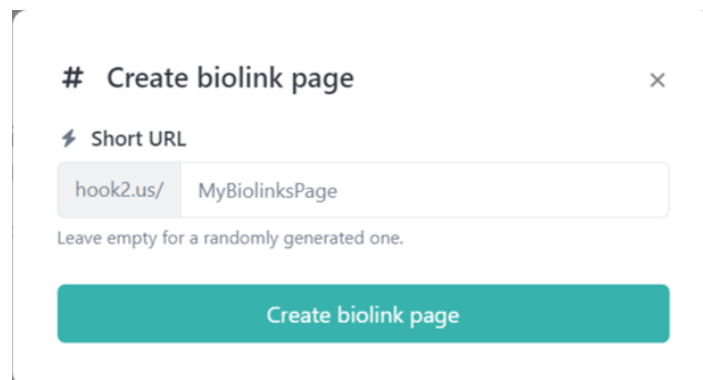 # Create biolink page ×
Short URL
hook2.us/ MyBiolinksPage
Leave empty for a randomly generated one.
Create biolink page